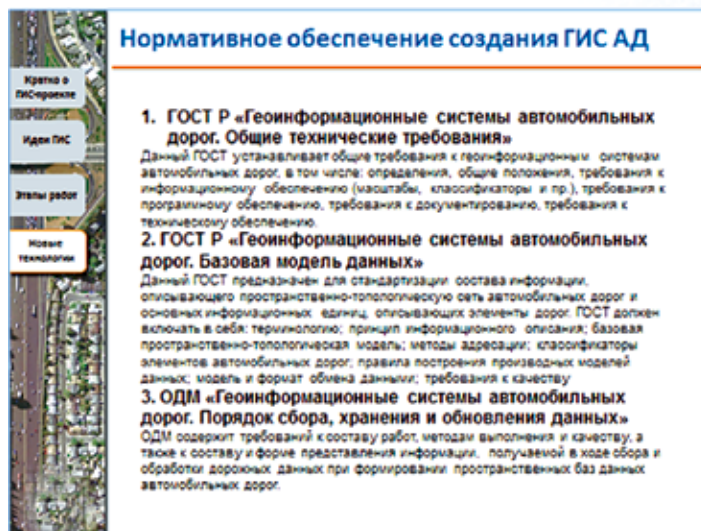 Нормативное обеспечение создания ГИС АД
Кратко о
ГИС-проекте
Идеи ГИС
Этапы работ
Новые
технологии
1. ГОСТ Р «Геоинформационные системы автомобильных
дорог. Общие технические требования»
Данный ГОСТ устанавливает общие требования к геоинформационным системам
автомобильных дорог, в том числе: определения, общие положения, требования к
информационному обеспечению (масштабы, классификаторы и пр.), требования к
программному обеспечению, требования к документированию, требования к
техническому обеспечению.
2. ГОСТ Р «Геоинформационные системы автомобильных
дорог. Базовая модель данных»
Данный ГОСТ предназначен для стандартизации состава информации,
описывающего пространственно-топологическую сеть автомобильных дорог и
основных информационных единиц, описывающих элементы дорог. ГОСТ должен
включать в себя: терминологию; принцип информационного описания; базовая
пространственно-топологическая модель; методы адресации; классификаторы
элементов автомобильных дорог; правила построения производных моделей
данных; модель и формат обмена данными; требования к качеству
3. ОДМ «Геоинформационные системы автомобильных
дорог. Порядок сбора, хранения и обновления данных»
ОДМ содержит требований к составу работ, методам выполнения и качеству, а
также к составу и форме представления информации, получаемой в ходе сбора и
обработки дорожных данных при формировании пространственных баз данных
автомобильных дорог.